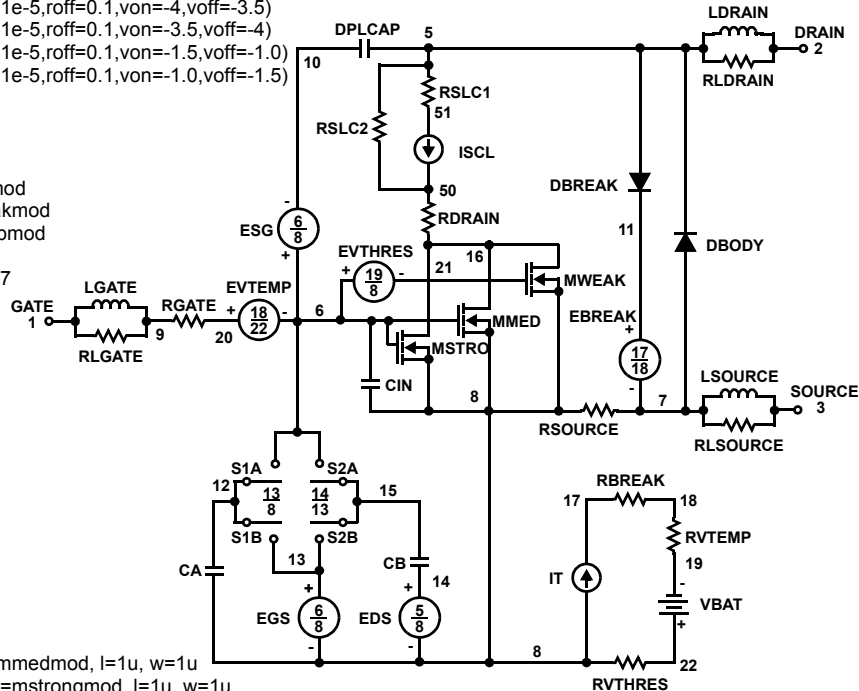 1e-5,roff=0.1,von=-4,voff=-3.5)
1e-5,roff=0.1,von=-3.5,voff=-4)
1e-5,roff=0.1,von=-1.5,voff=-1.0)
1e-5,roff=0.1,von=-1.0,voff=-1.5)
LDRAIN
DPLCAP
5
DRAIN
2
10
RLDRAIN
RSLC1
51
RSLC2
ISCL
50
DBREAK
RDRAIN
ESG
6
8
-
+
11
DBODY
EVTHRES
+
19
8
-
21
16
MWEAK
LGATE
EVTEMP
GATE
1
RGATE
+
18
22
-
6
MMED
EBREAK
+
17
18
-
9
20
RLGATE
MSTRO
CIN
8
7
LSOURCE
SOURCE
3
RSOURCE
RLSOURCE
S1A
S2A
12
13
8
14
13
15
S1B
S2B
13
RBREAK
17
18
RVTEMP
19
CA
CB
14
IT
-
VBAT
+
EGS
+
6
8
-
EDS
+
5
8
-
8
22
RVTHRES
mmedmod, l=1u, w=1u
=mstrongmod, l=1u, w=1u